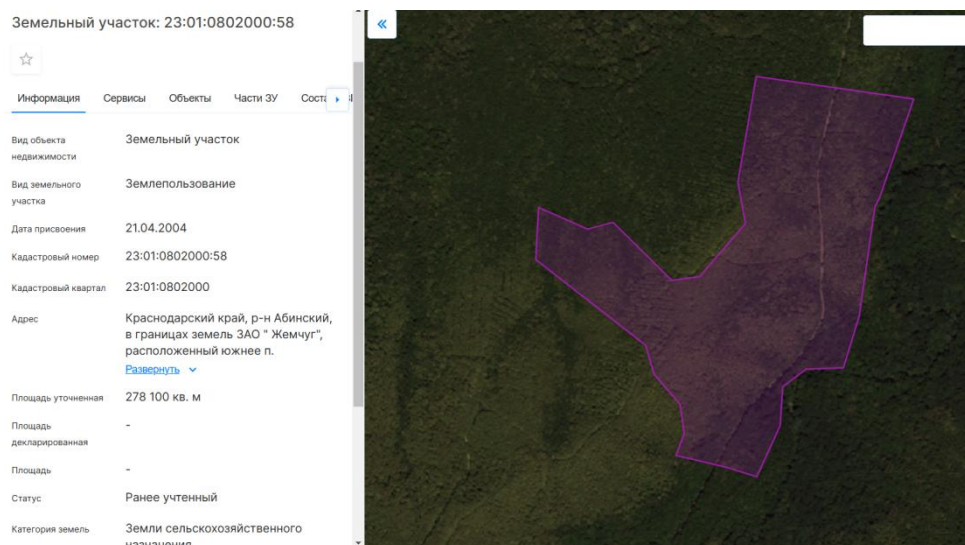 Земельный участок: 23:01:0802000:58
Информация Сервисы Объекты Части ЗУ
Вид объекта недвижимости
Земельный участок
Вид земельного участка
Землепользование
Дата присвоения
21.04.2004
Кадастровый номер
23:01:0802000:58
Кадастровый квартал
23:01:0802000
Адрес
Краснодарский край, р-н Абинский,
в границах земель ЗАО " Жемчуг",
расположенный южнее п.
Развернуть
Площадь уточненная
278 100 кв. м
Площадь декларированная
-
Площадь
-
Статус
Ранее учтенный
Категория земель
Земли сельскохозяйственного
назначения